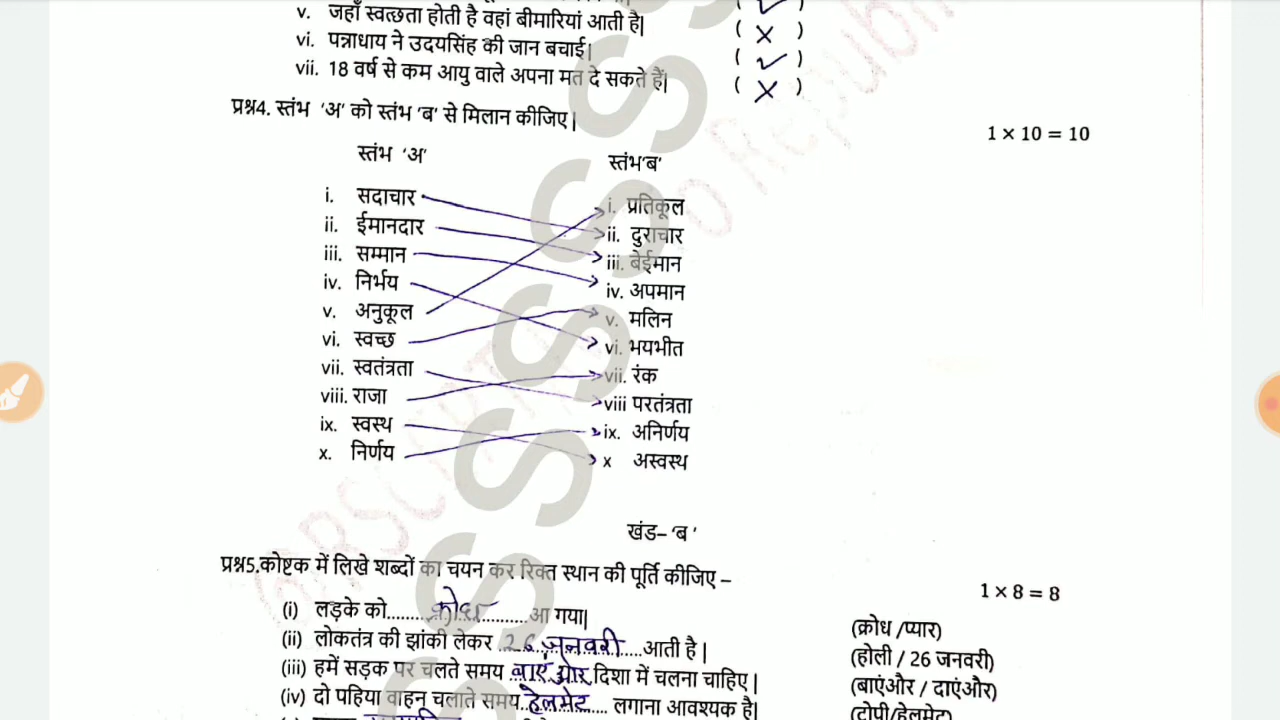 v. जहाँ स्वच्छता होती है वहां बीमारियां आती है|
( × )
vi. पन्नाधाय ने उदयसिंह की जान बचाई|
( ✓ )
vii. 18 वर्ष से कम आयु वाले अपना मत दे सकते हैं|
( × )
प्रश्न4. स्तंभ 'अ' को स्तंभ 'ब' से मिलान कीजिए|
1 × 10 = 10
स्तंभ 'अ' स्तंभ'ब'
i. सदाचार i. प्रतिकूल
ii. ईमानदार ii. दुराचार
iii. सम्मान iii. बेईमान
iv. निर्भय iv. अपमान
v. अनुकूल v. मलिन
vi. स्वच्छ vi. भयभीत
vii. स्वतंत्रता vii. रंक
viii. राजा viii परतंत्रता
ix. स्वस्थ ix. अनिर्णय
x. निर्णय x अस्वस्थ
खंड– 'ब'
प्रश्न5.कोष्टक में लिखे शब्दों का चयन कर रिक्त स्थान की पूर्ति कीजिए –
1 × 8 = 8
(i) लड़के को.......क्रोध.......आ गया|
(क्रोध /प्यार)
(ii) लोकतंत्र की झांकी लेकर ..26 जनवरी....आती है |
(होली / 26 जनवरी)
(iii) हमें सड़क पर चलते समय ..बाएं ओर.. दिशा में चलना चाहिए |
(बाएंऔर / दाएंऔर)
(iv) दो पहिया वाहन चलाते समय..हेलमेट.... लगाना आवश्यक है|
(टोपी/हेलमेट)